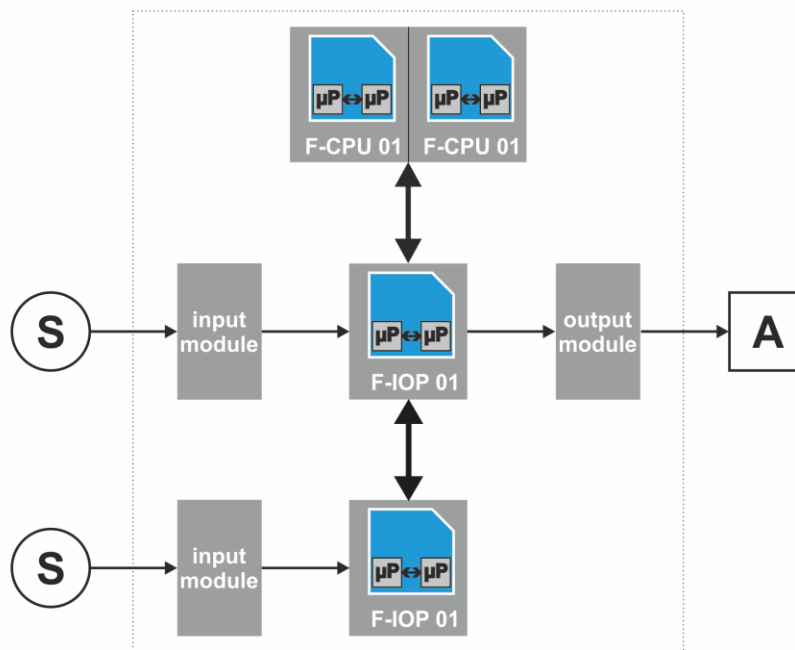 µP µP µP µP
F-CPU 01 F-CPU 01
S
input
module
µP µP
F-IOP 01
output
module
A
S
input
module
µP µP
F-IOP 01